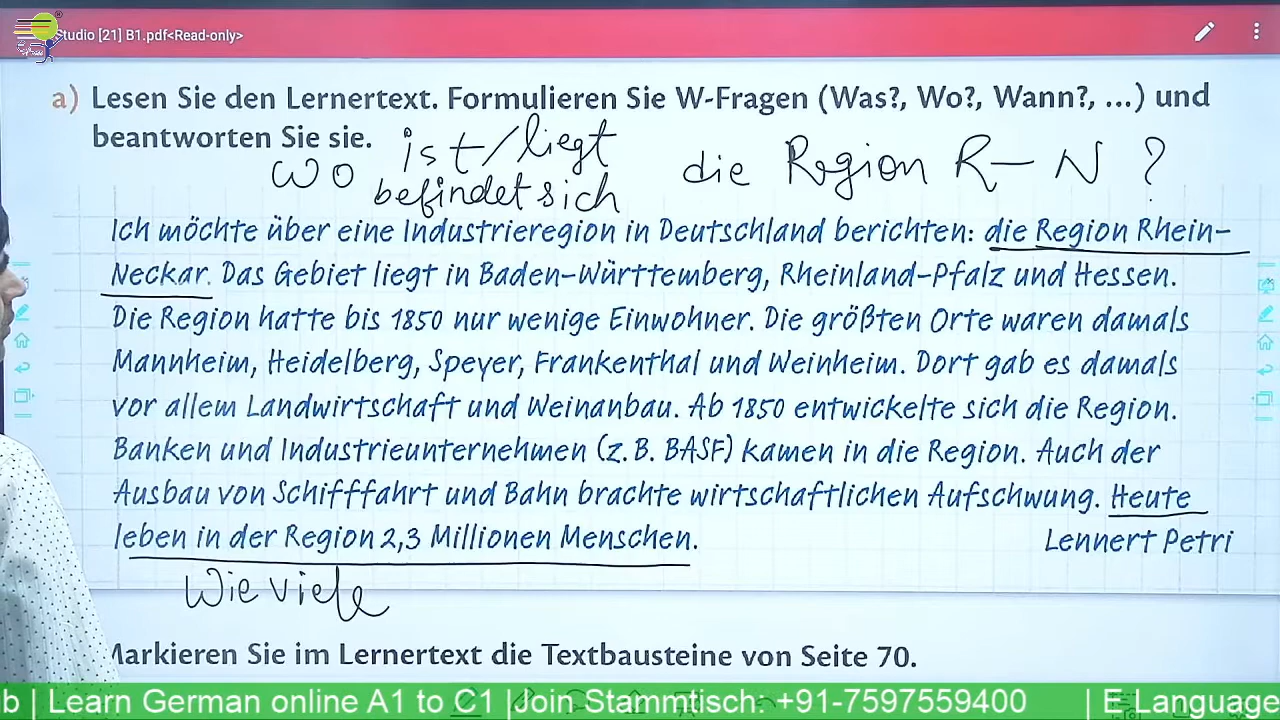 Studio [21] B1.pdf<Read-only>
a) Lesen Sie den Lernertext. Formulieren Sie W-Fragen (Was?, Wo?, Wann?, ...) und
beantworten Sie sie.
wo ist/liegt die Region R-N ?
befindet sich
Ich möchte über eine Industrieregion in Deutschland berichten: die Region Rhein-
Neckar. Das Gebiet liegt in Baden-Württemberg, Rheinland-Pfalz und Hessen.
Die Region hatte bis 1850 nur wenige Einwohner. Die größten Orte waren damals
Mannheim, Heidelberg, Speyer, Frankenthal und Weinheim. Dort gab es damals
vor allem Landwirtschaft und Weinanbau. Ab 1850 entwickelte sich die Region.
Banken und Industrieunternehmen (z. B. BASF) kamen in die Region. Auch der
Ausbau von Schifffahrt und Bahn brachte wirtschaftlichen Aufschwung. Heute
leben in der Region 2,3 Millionen Menschen.
Lennert Petri
Wie viele
Markieren Sie im Lernertext die Textbausteine von Seite 70.
b | Learn German online A1 to C1 |Join Stammtisch: +91-7597559400 | E Language